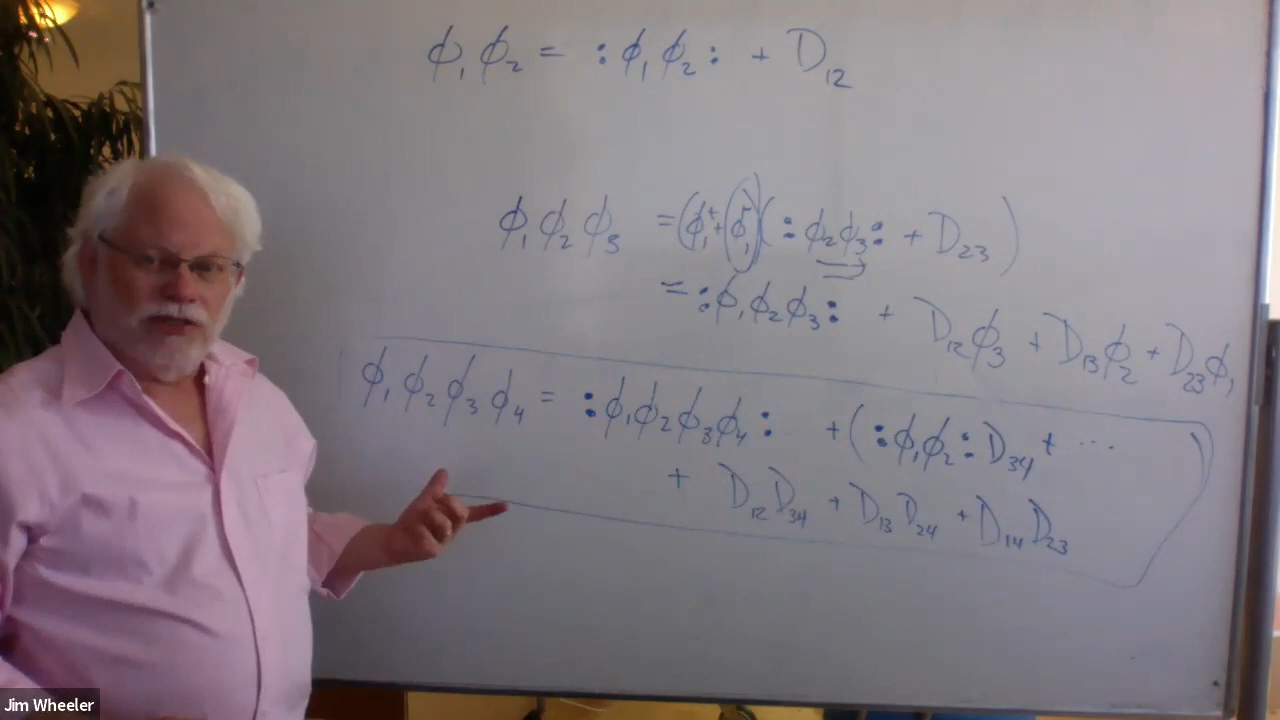 ϕ₁ϕ₂ = :ϕ₁ϕ₂: + D₁₂
ϕ₁ϕ₂ϕ₃ = (ϕ₁⁺ + ϕ₁⁻)(:ϕ₂ϕ₃: + D₂₃)
= :ϕ₁ϕ₂ϕ₃: + D₁₂ϕ₃ + D₁₃ϕ₂ + D₂₃ϕ₁
ϕ₁ϕ₂ϕ₃ϕ₄ = :ϕ₁ϕ₂ϕ₃ϕ₄: + (:ϕ₁ϕ₂:D₃₄ + ... )
+ D₁₂D₃₄ + D₁₃D₂₄ + D₁₄D₂₃
Jim Wheeler